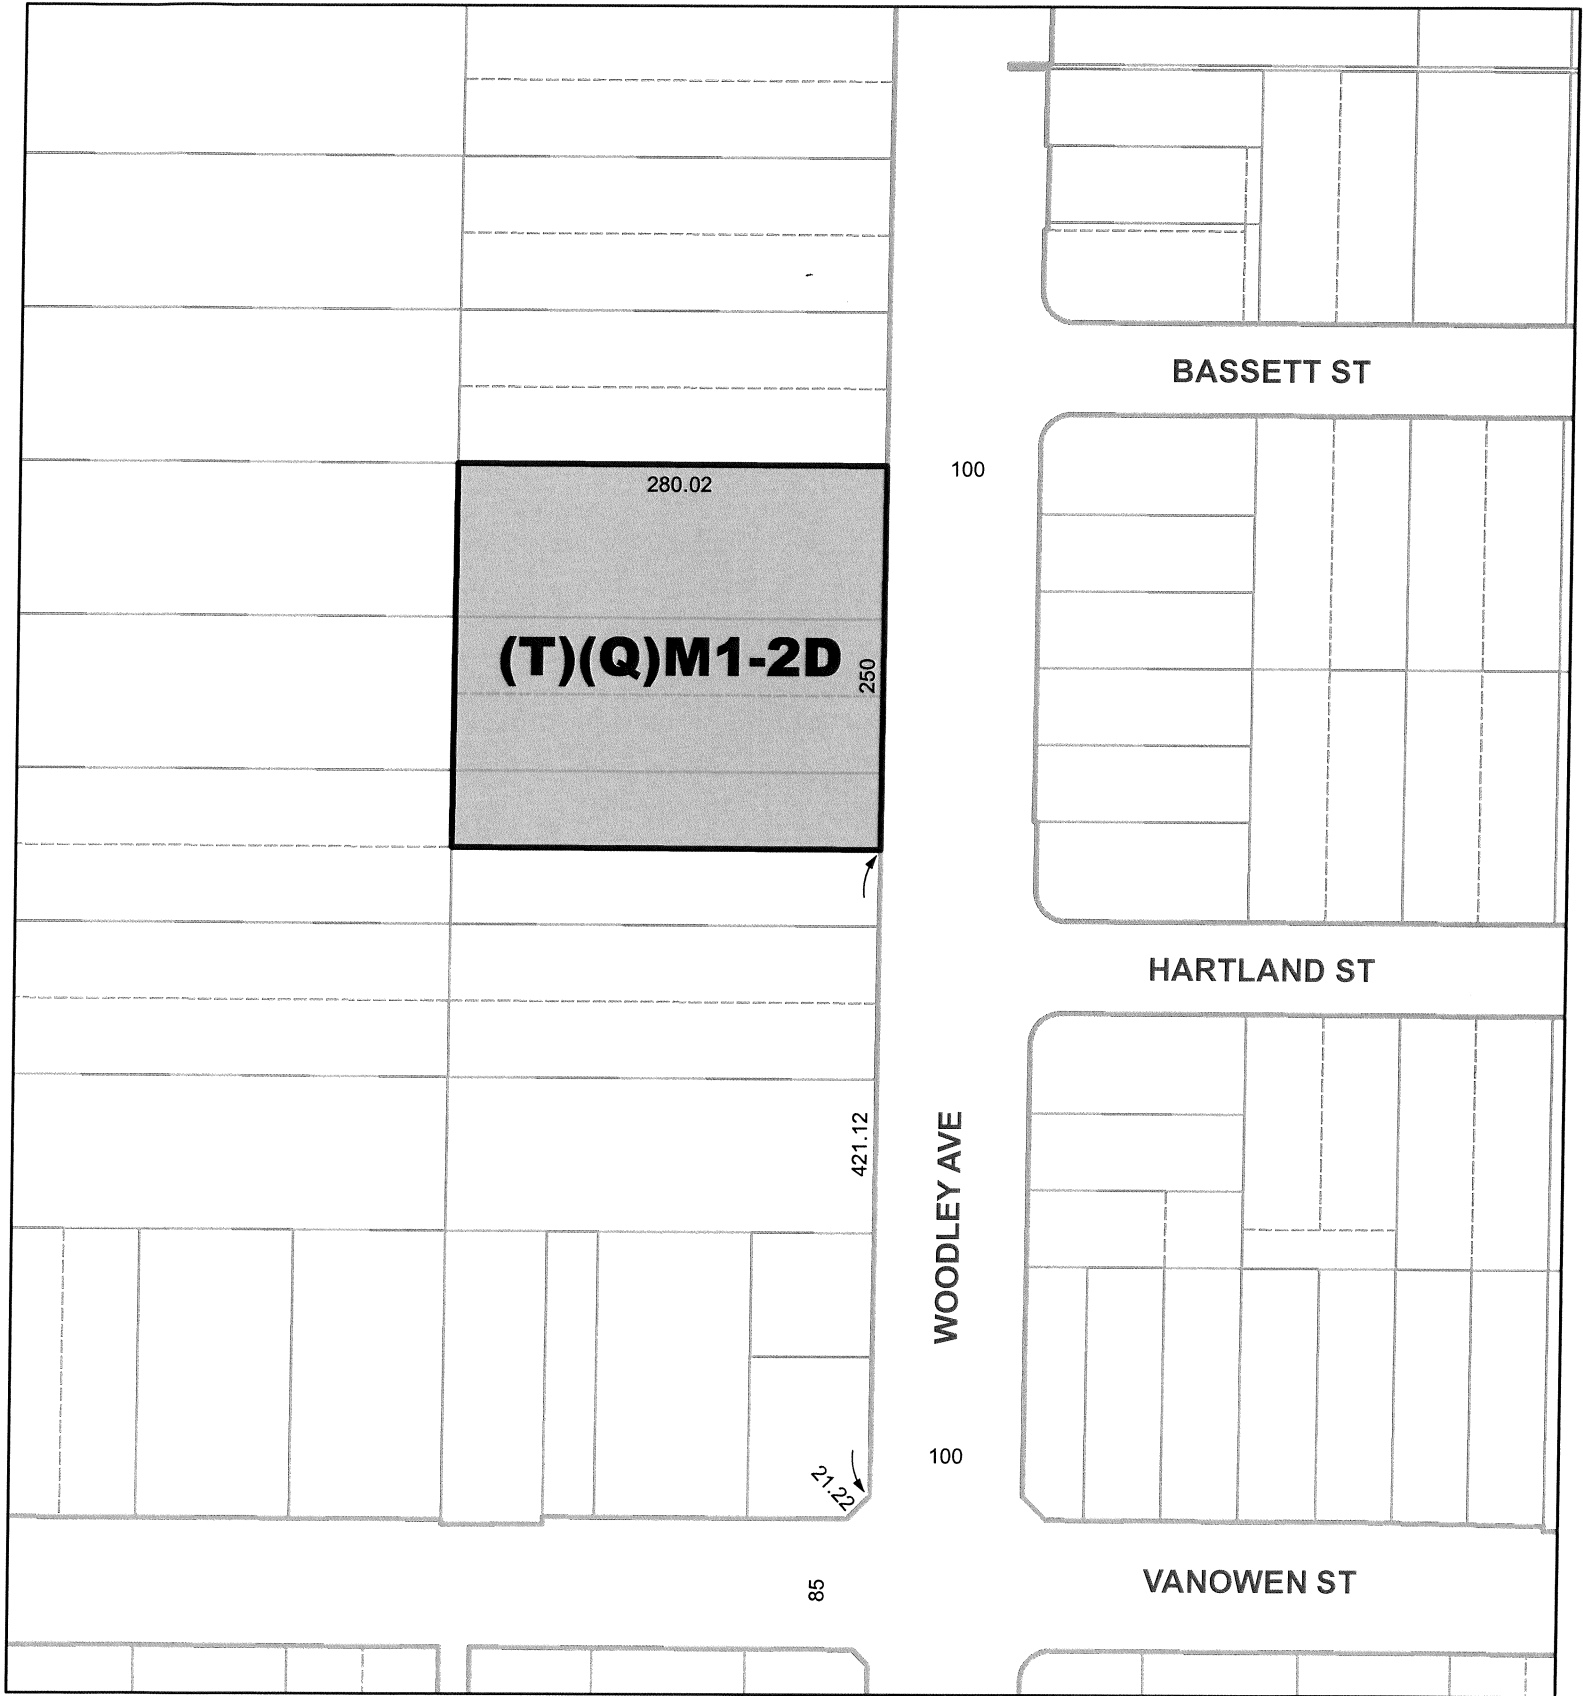 BASSETT ST
100
280.02
(T)(Q)M1-2D
250
HARTLAND ST
421.12
WOODLEY AVE
100
21.22
VANOWEN ST
85